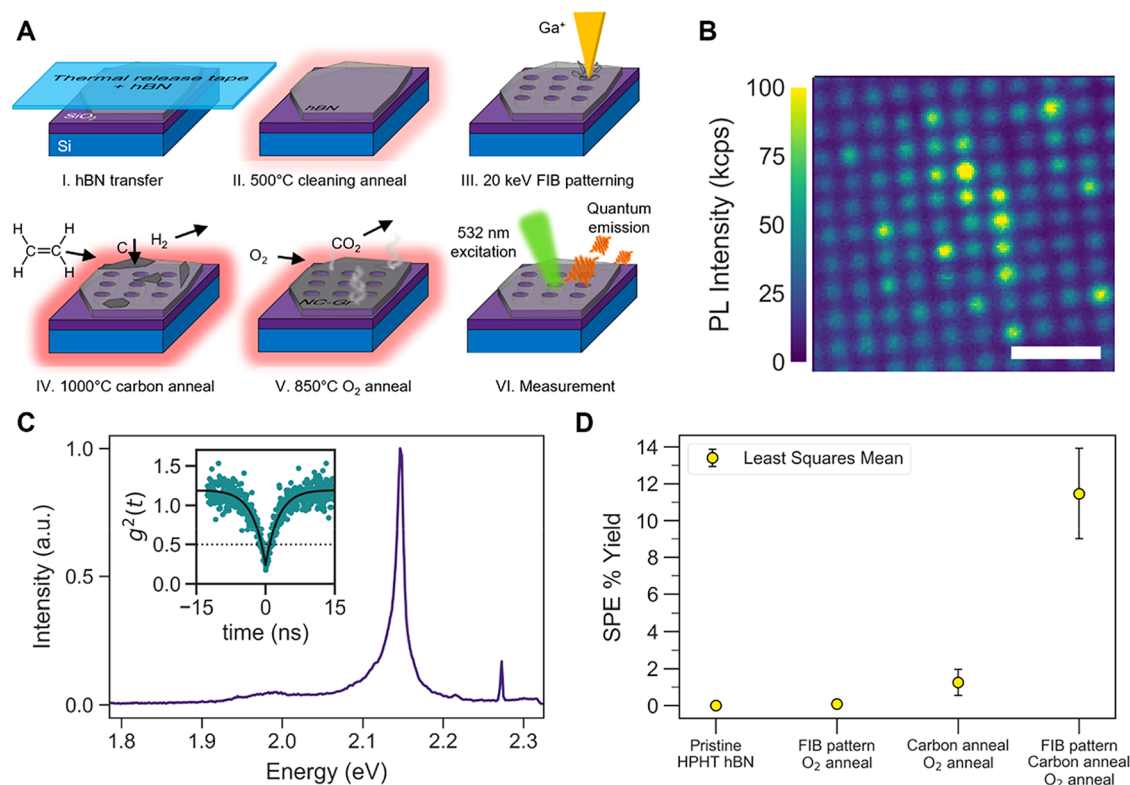 A
Thermal release tape
+ hBN
SiO2
Si
I. hBN transfer
hBN
II. 500°C cleaning anneal
Ga+
III. 20 keV FIB patterning
H
H
H
H
C
H2
IV. 1000°C carbon anneal
O2
CO2
NC-Gr
V. 850°C O2 anneal
532 nm
excitation
Quantum
emission
VI. Measurement
B
PL Intensity (kcps)
100
75
50
25
0
C
Intensity (a.u.)
1.0
0.5
0.0
g²(t)
1.5
1.0
0.5
0.0
−15
0
15
time (ns)
1.8
1.9
2.0
2.1
2.2
2.3
Energy (eV)
D
SPE % Yield
14
12
10
8
6
4
2
0
Least Squares Mean
Pristine
HPHT hBN
FIB pattern
O2 anneal
Carbon anneal
O2 anneal
FIB pattern
Carbon anneal
O2 anneal